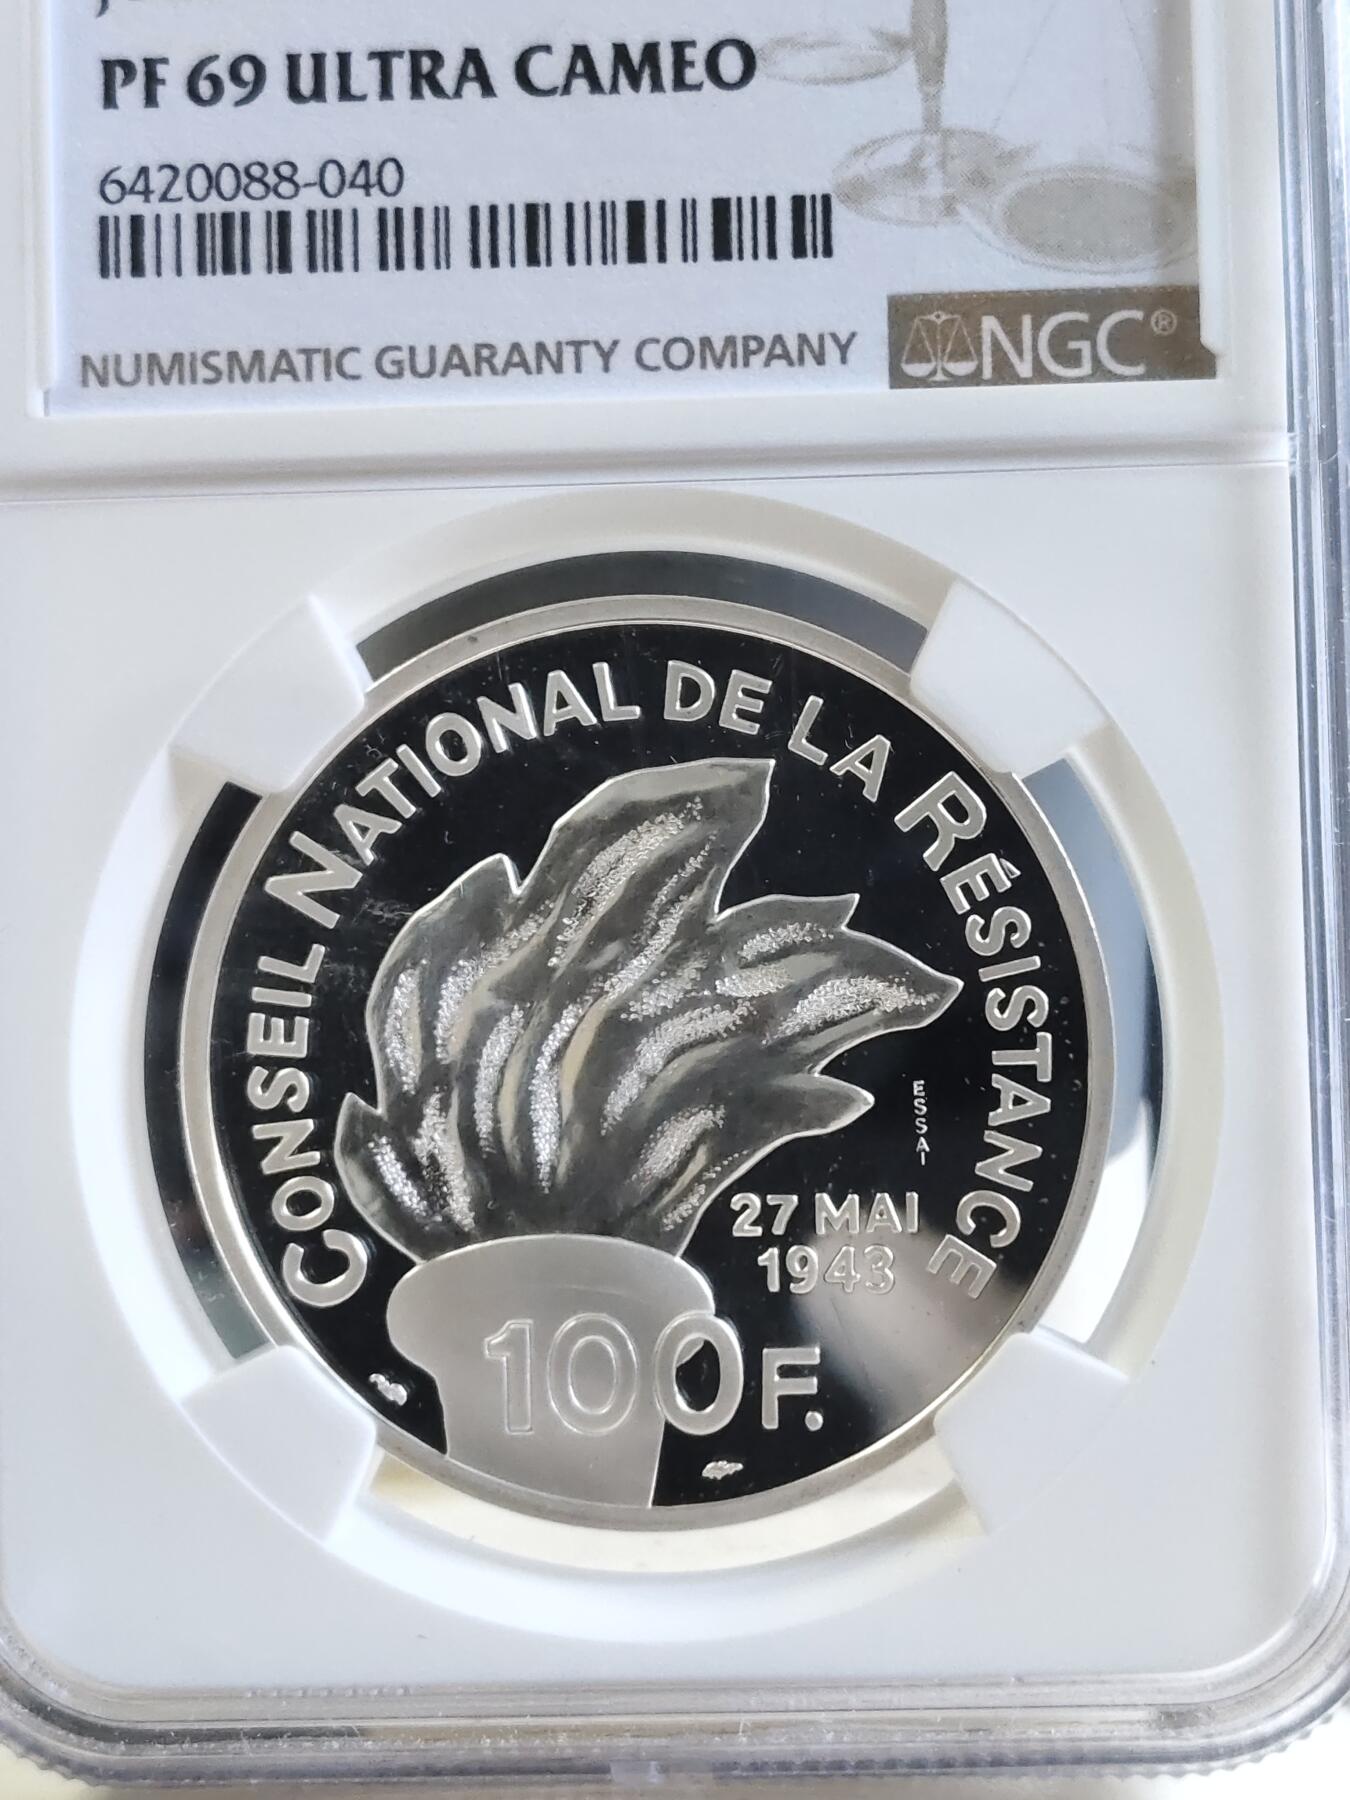 PF 69 ULTRA CAMEO
6420088-040
NUMISMATIC GUARANTY COMPANY
NGC®
CONSEIL NATIONAL DE LA RÉSISTANCE
ESSAI
27 MAI
1943
100F.